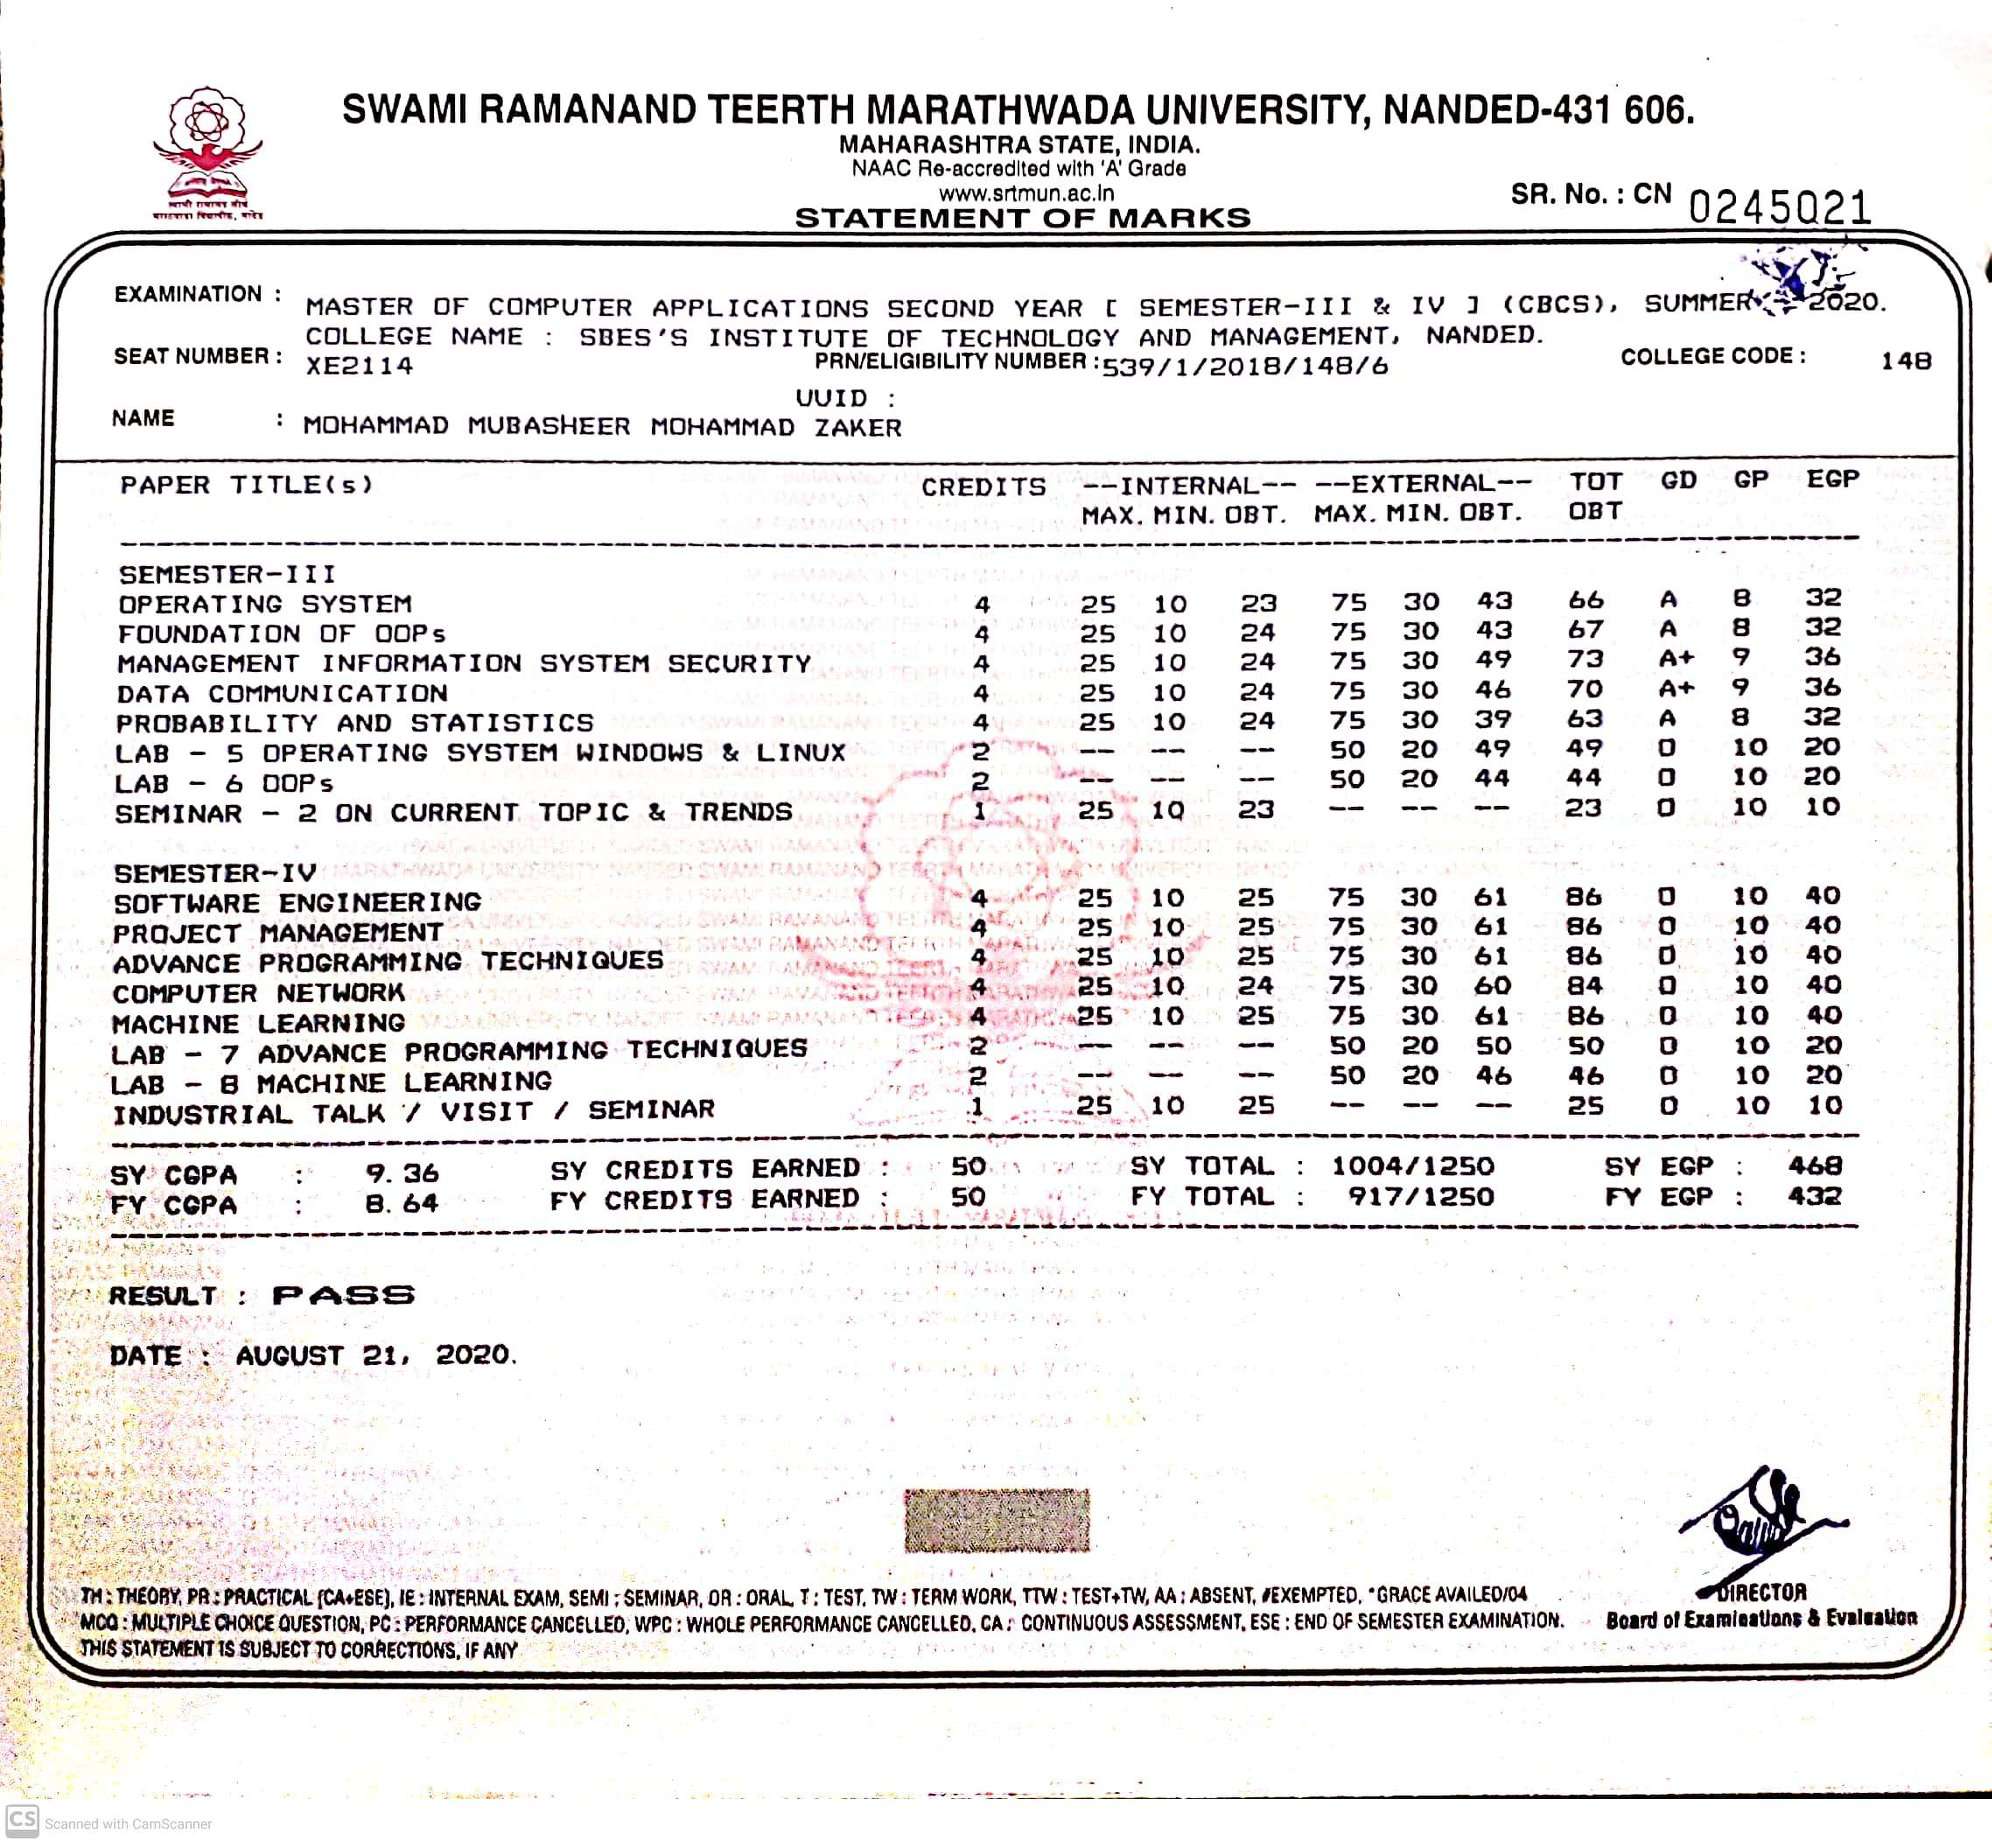 SWAMI RAMANAND TEERTH MARATHWADA UNIVERSITY, NANDED-431 606.
MAHARASHTRA STATE, INDIA.
NAAC Re-accredited with 'A' Grade
www.srtmun.ac.in
SR. No. : CN 0245021
STATEMENT OF MARKS
EXAMINATION : MASTER OF COMPUTER APPLICATIONS SECOND YEAR [ SEMESTER-III & IV ] (CBCS), SUMMER 2020.
COLLEGE NAME : SBES'S INSTITUTE OF TECHNOLOGY AND MANAGEMENT, NANDED.
SEAT NUMBER : XE2114 PRN/ELIGIBILITY NUMBER : 539/1/2018/148/6 COLLEGE CODE : 148
UUID :
NAME : MOHAMMAD MUBASHEER MOHAMMAD ZAKER
PAPER TITLE(s) CREDITS --INTERNAL-- --EXTERNAL-- TOT GD GP EGP
MAX. MIN. OBT. MAX. MIN. OBT. OBT
SEMESTER-III
OPERATING SYSTEM 4 25 10 23 75 30 43 66 A 8 32
FOUNDATION OF OOPs 4 25 10 24 75 30 43 67 A 8 32
MANAGEMENT INFORMATION SYSTEM SECURITY 4 25 10 24 75 30 49 73 A+ 9 36
DATA COMMUNICATION 4 25 10 24 75 30 46 70 A+ 9 36
PROBABILITY AND STATISTICS 4 25 10 24 75 30 39 63 A 8 32
LAB - 5 OPERATING SYSTEM WINDOWS & LINUX 2 -- -- -- 50 20 49 49 O 10 20
LAB - 6 OOPs 2 -- -- -- 50 20 44 44 O 10 20
SEMINAR - 2 ON CURRENT TOPIC & TRENDS 1 25 10 23 -- -- -- 23 O 10 10
SEMESTER-IV
SOFTWARE ENGINEERING 4 25 10 25 75 30 61 86 O 10 40
PROJECT MANAGEMENT 4 25 10 25 75 30 61 86 O 10 40
ADVANCE PROGRAMMING TECHNIQUES 4 25 10 25 75 30 61 86 O 10 40
COMPUTER NETWORK 4 25 10 24 75 30 60 84 O 10 40
MACHINE LEARNING 4 25 10 25 75 30 61 86 O 10 40
LAB - 7 ADVANCE PROGRAMMING TECHNIQUES 2 -- -- -- 50 20 50 50 O 10 20
LAB - 8 MACHINE LEARNING 2 -- -- -- 50 20 46 46 O 10 20
INDUSTRIAL TALK / VISIT / SEMINAR 1 25 10 25 -- -- -- 25 O 10 10
SY CGPA : 9.36 SY CREDITS EARNED : 50 SY TOTAL : 1004/1250 SY EGP : 468
FY CGPA : 8.64 FY CREDITS EARNED : 50 FY TOTAL : 917/1250 FY EGP : 432
RESULT : PASS
DATE : AUGUST 21, 2020.
TH : THEORY, PR : PRACTICAL [CA+ESE], IE : INTERNAL EXAM, SEMI : SEMINAR, OR : ORAL, T : TEST, TW : TERM WORK, TTW : TEST+TW, AA : ABSENT, #EXEMPTED, *GRACE AVAILED/04
MCQ : MULTIPLE CHOICE QUESTION, PC : PERFORMANCE CANCELLED, WPC : WHOLE PERFORMANCE CANCELLED, CA : CONTINUOUS ASSESSMENT, ESE : END OF SEMESTER EXAMINATION.
THIS STATEMENT IS SUBJECT TO CORRECTIONS, IF ANY
DIRECTOR
Board of Examinations & Evaluation
CS Scanned with CamScanner